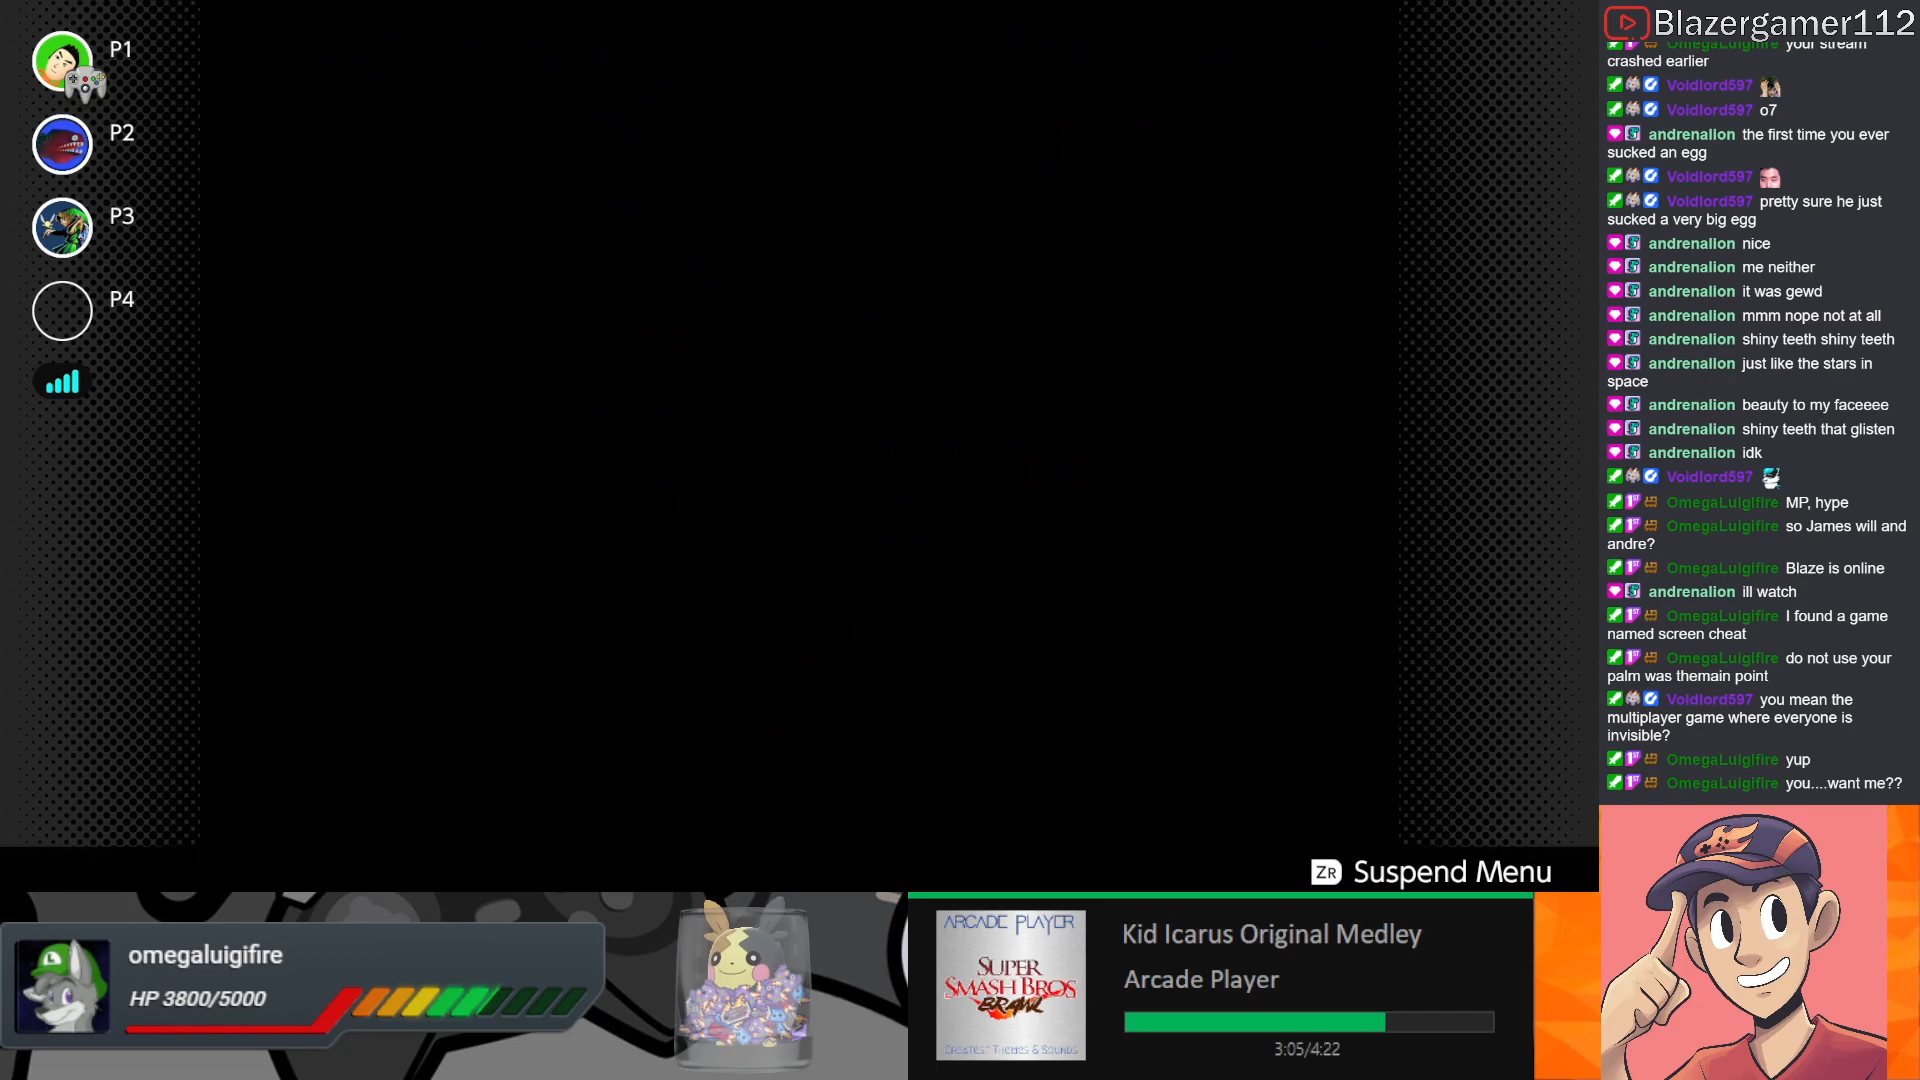 P1
P2
P3
P4
Blazergamer112
OmegaLuigifire your stream
crashed earlier
Voidlord597
Voidlord597 o7
andrenalion the first time you ever
sucked an egg
Voidlord597
Voidlord597 pretty sure he just
sucked a very big egg
andrenalion nice
andrenalion me neither
andrenalion it was gewd
andrenalion mmm nope not at all
andrenalion shiny teeth shiny teeth
andrenalion just like the stars in
space
andrenalion beauty to my faceeee
andrenalion shiny teeth that glisten
andrenalion idk
Voidlord597
OmegaLuigifire MP, hype
OmegaLuigifire so James will and
andre?
OmegaLuigifire Blaze is online
andrenalion ill watch
OmegaLuigifire I found a game
named screen cheat
OmegaLuigifire do not use your
palm was themain point
Voidlord597 you mean the
multiplayer game where everyone is
invisible?
OmegaLuigifire yup
OmegaLuigifire you....want me??
ZR Suspend Menu
omegaluigifire
HP 3800/5000
ARCADE PLAYER
SUPER
SMASH BROS
BRAWL
GREATEST THEMES & SOUNDS
Kid Icarus Original Medley
Arcade Player
3:05/4:22